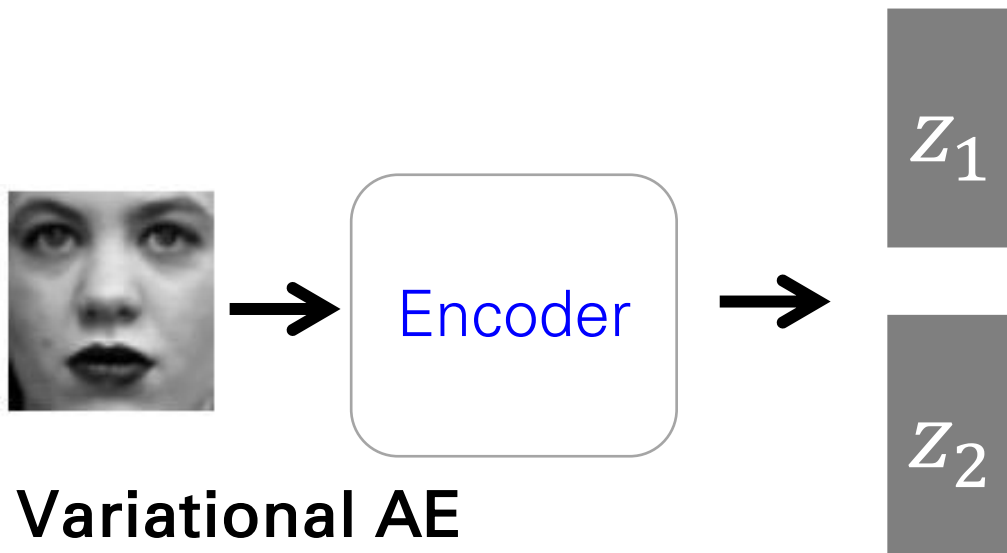 z₁
Encoder
z₂
Variational AE